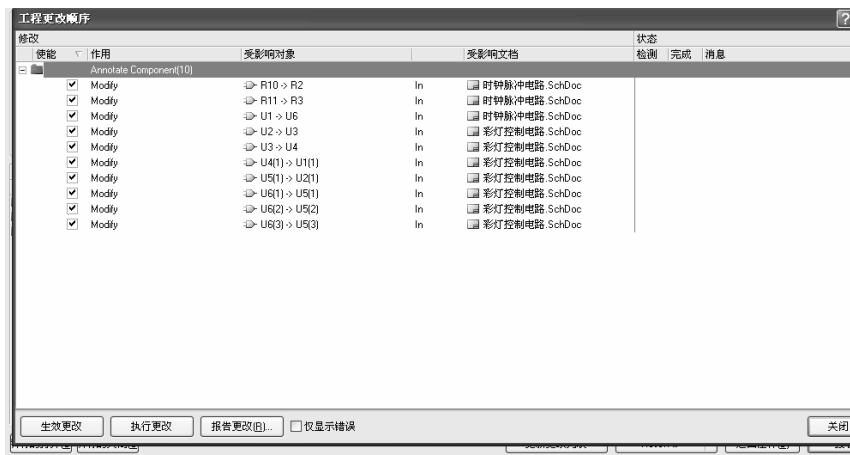 工程更改顺序
修改 状态
使能 作用 受影响对象 受影响文档 检测 完成 消息
Annotate Component(10)
Modify R10 -> R2 In 时钟脉冲电路.SchDoc
Modify R11 -> R3 In 时钟脉冲电路.SchDoc
Modify U1 -> U6 In 时钟脉冲电路.SchDoc
Modify U2 -> U3 In 彩灯控制电路.SchDoc
Modify U3 -> U4 In 彩灯控制电路.SchDoc
Modify U4(1) -> U1(1) In 彩灯控制电路.SchDoc
Modify U5(1) -> U2(1) In 彩灯控制电路.SchDoc
Modify U6(1) -> U5(1) In 彩灯控制电路.SchDoc
Modify U6(2) -> U5(2) In 彩灯控制电路.SchDoc
Modify U6(3) -> U5(3) In 彩灯控制电路.SchDoc
生效更改 执行更改 报告更改(R)... 仅显示错误 关闭